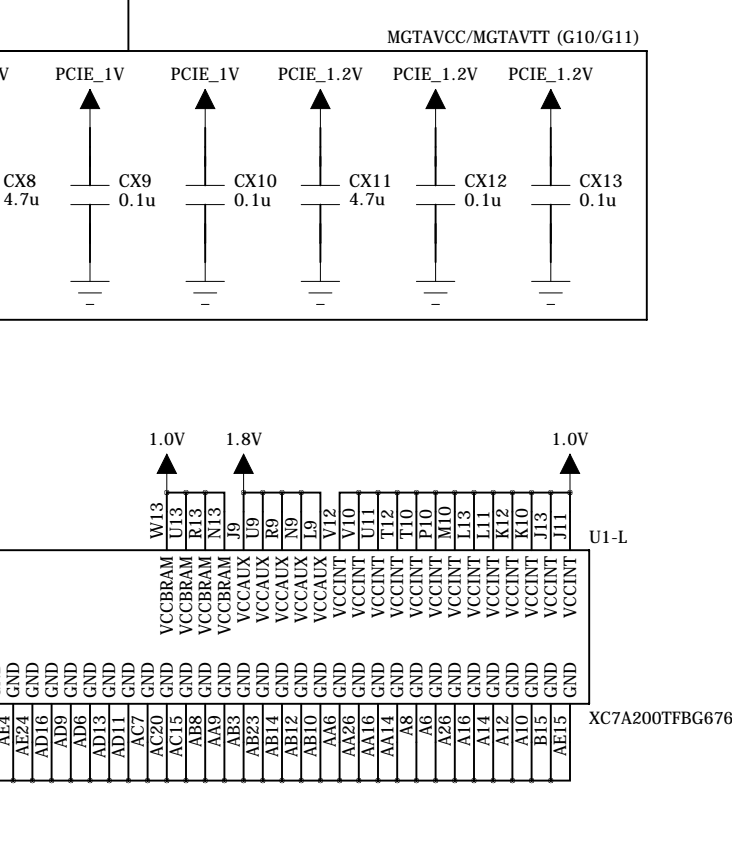 MGTAVCC/MGTAVTT (G10/G11)
V PCIE_1V PCIE_1V PCIE_1.2V PCIE_1.2V PCIE_1.2V
CX8 CX9 CX10 CX11 CX12 CX13
4.7u 0.1u 0.1u 4.7u 0.1u 0.1u
1.0V 1.8V 1.0V
W13 U13 R13 N13 J9 U9 R9 N9 L9 V12 V10 U11 T12 T10 P10 M10 L13 L11 K12 K10 J13 J11
U1-L
VCCBRAM VCCBRAM VCCBRAM VCCBRAM VCCAUX VCCAUX VCCAUX VCCAUX VCCAUX VCCINT VCCINT VCCINT VCCINT VCCINT VCCINT VCCINT VCCINT VCCINT VCCINT VCCINT VCCINT VCCINT
GND GND GND GND GND GND GND GND GND GND GND GND GND GND GND GND GND GND GND GND GND GND GND GND GND GND GND GND GND GND
XC7A200TFBG676
AE4 AE24 AD16 AD9 AD6 AD13 AD11 AC7 AC20 AC15 AB8 AA9 AB3 AB23 AB14 AB12 AB10 AA6 AA26 AA16 AA14 A8 A6 A26 A16 A14 A12 A10 B15 AE15